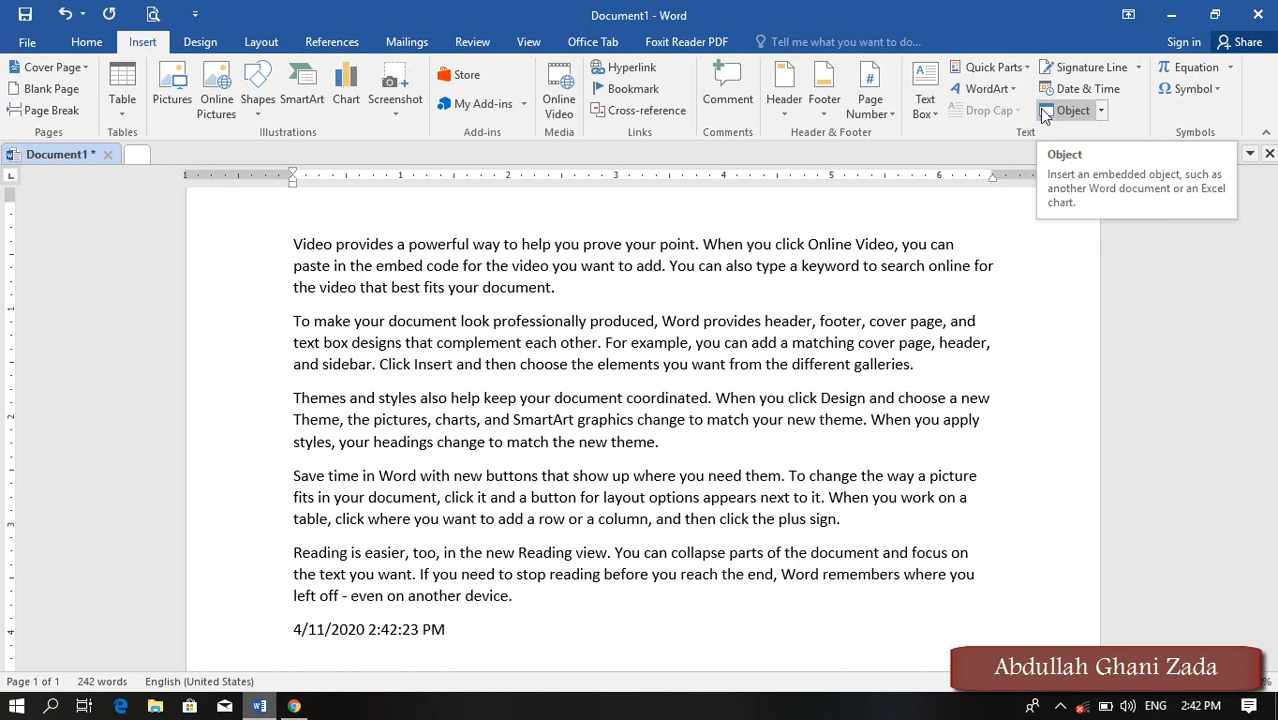 Document1 - Word
Sign in
Share
File
Home
Insert
Design
Layout
References
Mailings
Review
View
Office Tab
Foxit Reader PDF
Tell me what you want to do...
Cover Page
Blank Page
Page Break
Pages
Table
Tables
Pictures
Online
Pictures
Shapes
SmartArt
Chart
Screenshot
Illustrations
Store
My Add-ins
Add-ins
Online
Video
Media
Hyperlink
Bookmark
Cross-reference
Links
Comment
Comments
Header
Footer
Page
Number
Header & Footer
Text
Box
Quick Parts
WordArt
Drop Cap
Signature Line
Date & Time
Object
Text
Equation
Symbol
Symbols
Document1 *
Object
Insert an embedded object, such as
another Word document or an Excel
chart.
1 1 2 3 4 5 6
Video provides a powerful way to help you prove your point. When you click Online Video, you can
paste in the embed code for the video you want to add. You can also type a keyword to search online for
the video that best fits your document.
To make your document look professionally produced, Word provides header, footer, cover page, and
text box designs that complement each other. For example, you can add a matching cover page, header,
and sidebar. Click Insert and then choose the elements you want from the different galleries.
Themes and styles also help keep your document coordinated. When you click Design and choose a new
Theme, the pictures, charts, and SmartArt graphics change to match your new theme. When you apply
styles, your headings change to match the new theme.
Save time in Word with new buttons that show up where you need them. To change the way a picture
fits in your document, click it and a button for layout options appears next to it. When you work on a
table, click where you want to add a row or a column, and then click the plus sign.
Reading is easier, too, in the new Reading view. You can collapse parts of the document and focus on
the text you want. If you need to stop reading before you reach the end, Word remembers where you
left off - even on another device.
4/11/2020 2:42:23 PM
1
2
3
4
Abdullah Ghani Zada
Page 1 of 1
242 words
English (United States)
%
ENG
2:42 PM